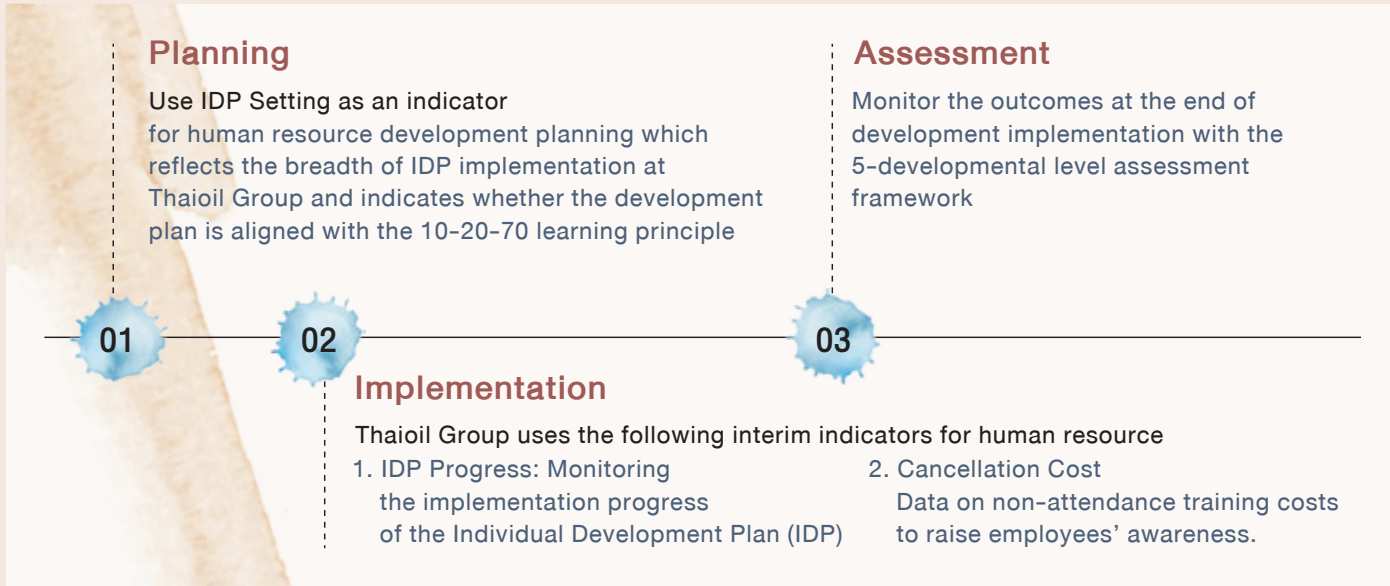 Planning
Use IDP Setting as an indicator
for human resource development planning which
reflects the breadth of IDP implementation at
Thaioil Group and indicates whether the development
plan is aligned with the 10-20-70 learning principle
Assessment
Monitor the outcomes at the end of
development implementation with the
5-developmental level assessment
framework
01
02
03
Implementation
Thaioil Group uses the following interim indicators for human resource
1. IDP Progress: Monitoring
the implementation progress
of the Individual Development Plan (IDP)
2. Cancellation Cost
Data on non-attendance training costs
to raise employees’ awareness.